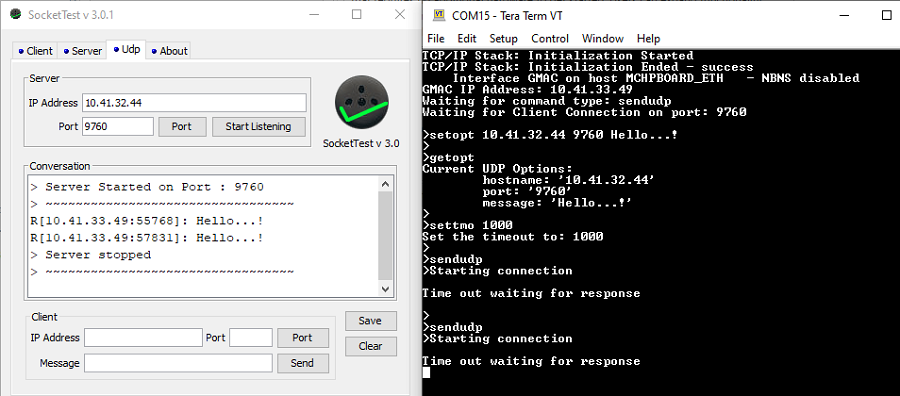 SocketTest v 3.0.1
Client
Server
Udp
About
Server
IP Address 10.41.32.44
Port 9760 Port Start Listening
SocketTest v 3.0
Conversation
> Server Started on Port : 9760
> ~~~~~~~~~~~~~~~~~~~~~~~~~~~~~~~~~
R[10.41.33.49:55768]: Hello...!
R[10.41.33.49:57831]: Hello...!
> Server stopped
> ~~~~~~~~~~~~~~~~~~~~~~~~~~~~~~~~~
Client
IP Address Port Port
Message Send
Save
Clear
VT COM15 - Tera Term VT
File Edit Setup Control Window Help
TCP/IP Stack: Initialization Started
TCP/IP Stack: Initialization Ended - success
Interface GMAC on host MCHPBOARD_ETH - NBNS disabled
GMAC IP Address: 10.41.33.49
Waiting for command type: sendudp
Waiting for Client Connection on port: 9760
>setopt 10.41.32.44 9760 Hello...!
>
>getopt
Current UDP Options:
hostname: '10.41.32.44'
port: '9760'
message: 'Hello...!'
>
>settmo 1000
Set the timeout to: 1000
>
>sendudp
>Starting connection
Time out waiting for response
>
>sendudp
>Starting connection
Time out waiting for response